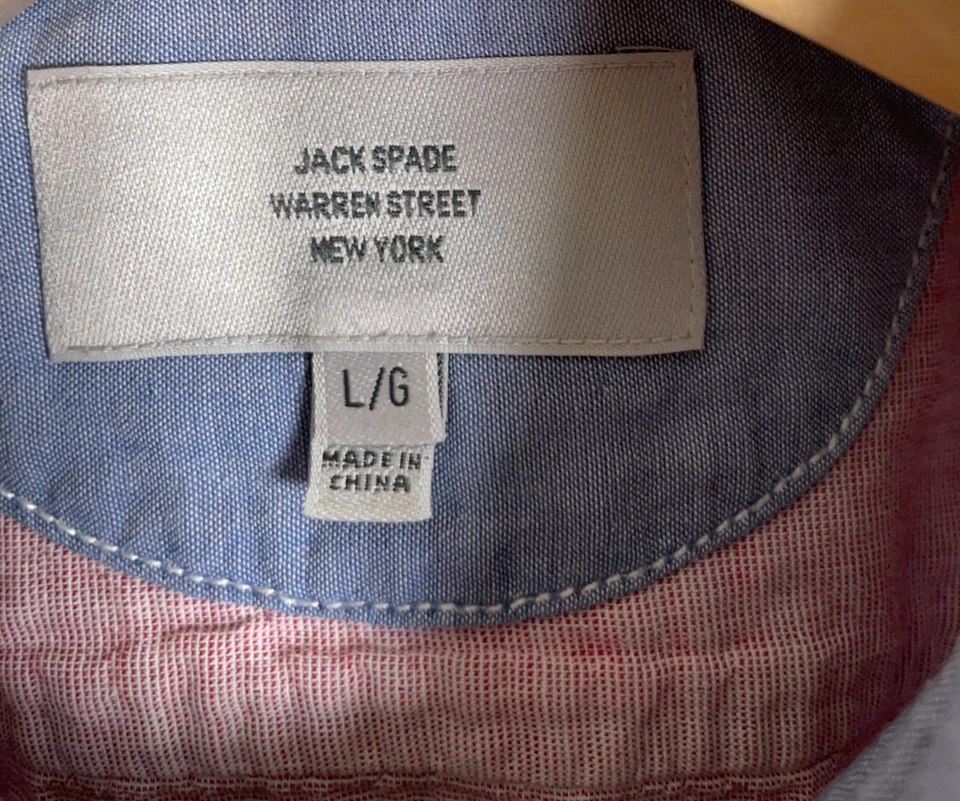 JACK SPADE
WARREN STREET
NEW YORK
L/G
MADE IN
CHINA